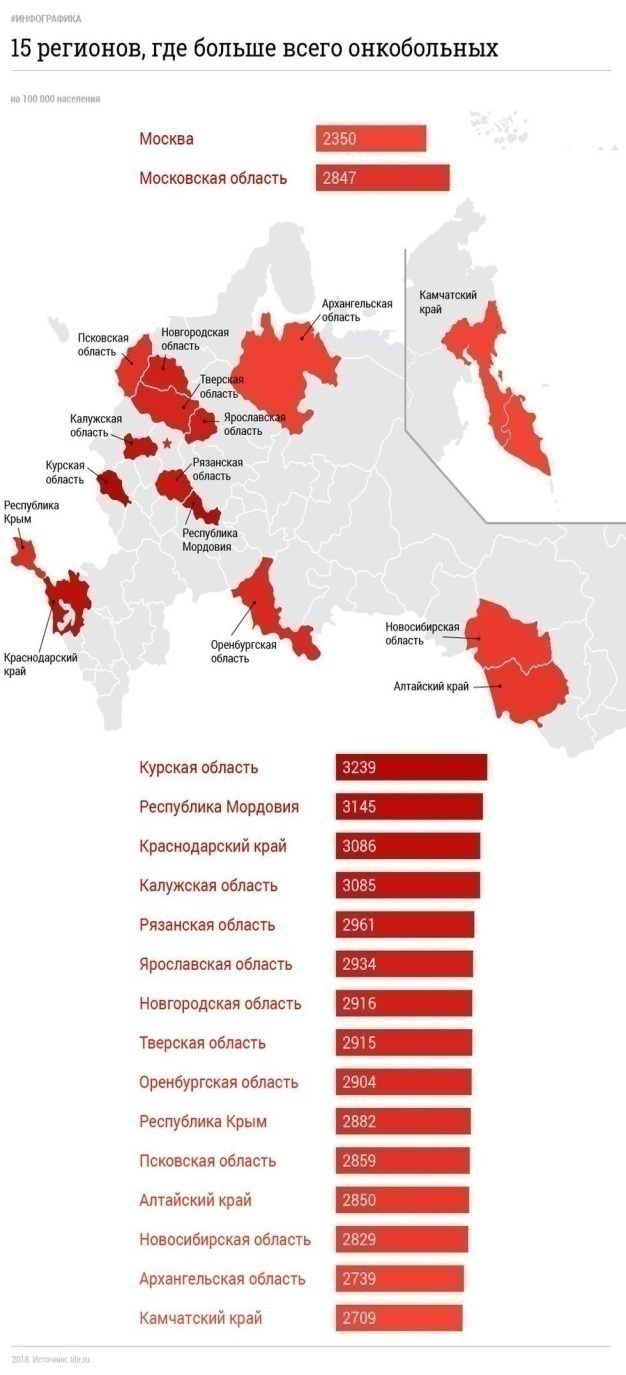 #ИНФОГРАФИКА
15 регионов, где больше всего онкобольных
на 100 000 населения
Москва 2350
Московская область 2847
Камчатский
край
Архангельская
область
Псковская
область
Новгородская
область
Тверская
область
Калужская
область
Ярославская
область
Курская
область
Рязанская
область
Республика
Крым
Республика
Мордовия
Новосибирская
область
Оренбургская
область
Краснодарский
край
Алтайский край
Курская область 3239
Республика Мордовия 3145
Краснодарский край 3086
Калужская область 3085
Рязанская область 2961
Ярославская область 2934
Новгородская область 2916
Тверская область 2915
Оренбургская область 2904
Республика Крым 2882
Псковская область 2859
Алтайский край 2850
Новосибирская область 2829
Архангельская область 2739
Камчатский край 2709
2018. Источник: life.ru.